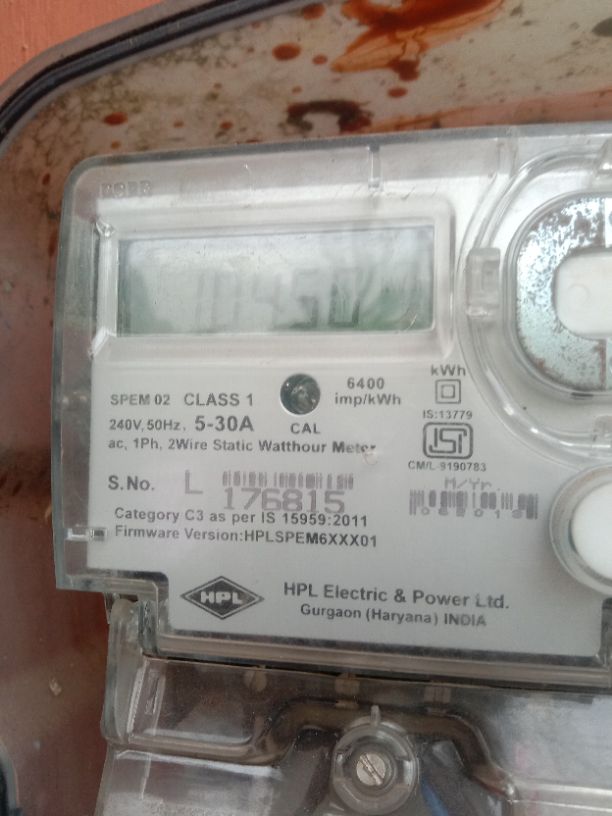 10450
SPEM 02 CLASS 1
6400
imp/kWh
kWh
240V, 50Hz, 5-30A
CAL
IS:13779
ac, 1Ph, 2Wire Static Watthour Meter
ISI
CM/L-9190783
S.No. L 176815
M/Yr.
Category C3 as per IS 15959:2011
Firmware Version:HPLSPEM6XXX01
HPL
HPL Electric & Power Ltd.
Gurgaon (Haryana) INDIA